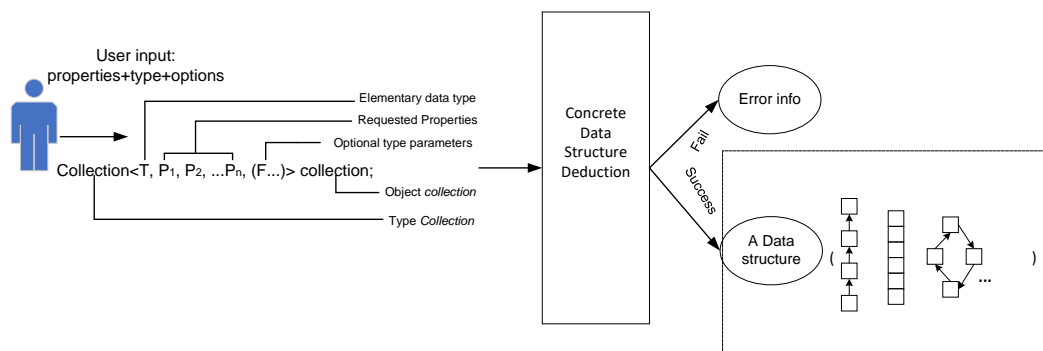 User input:
properties+type+options
Elementary data type
Requested Properties
Optional type parameters
Collection<T, P1, P2, ...Pn, (F...)> collection;
Object collection
Type Collection
Concrete
Data
Structure
Deduction
Fail
Success
Error info
A Data
structure
(
...
)